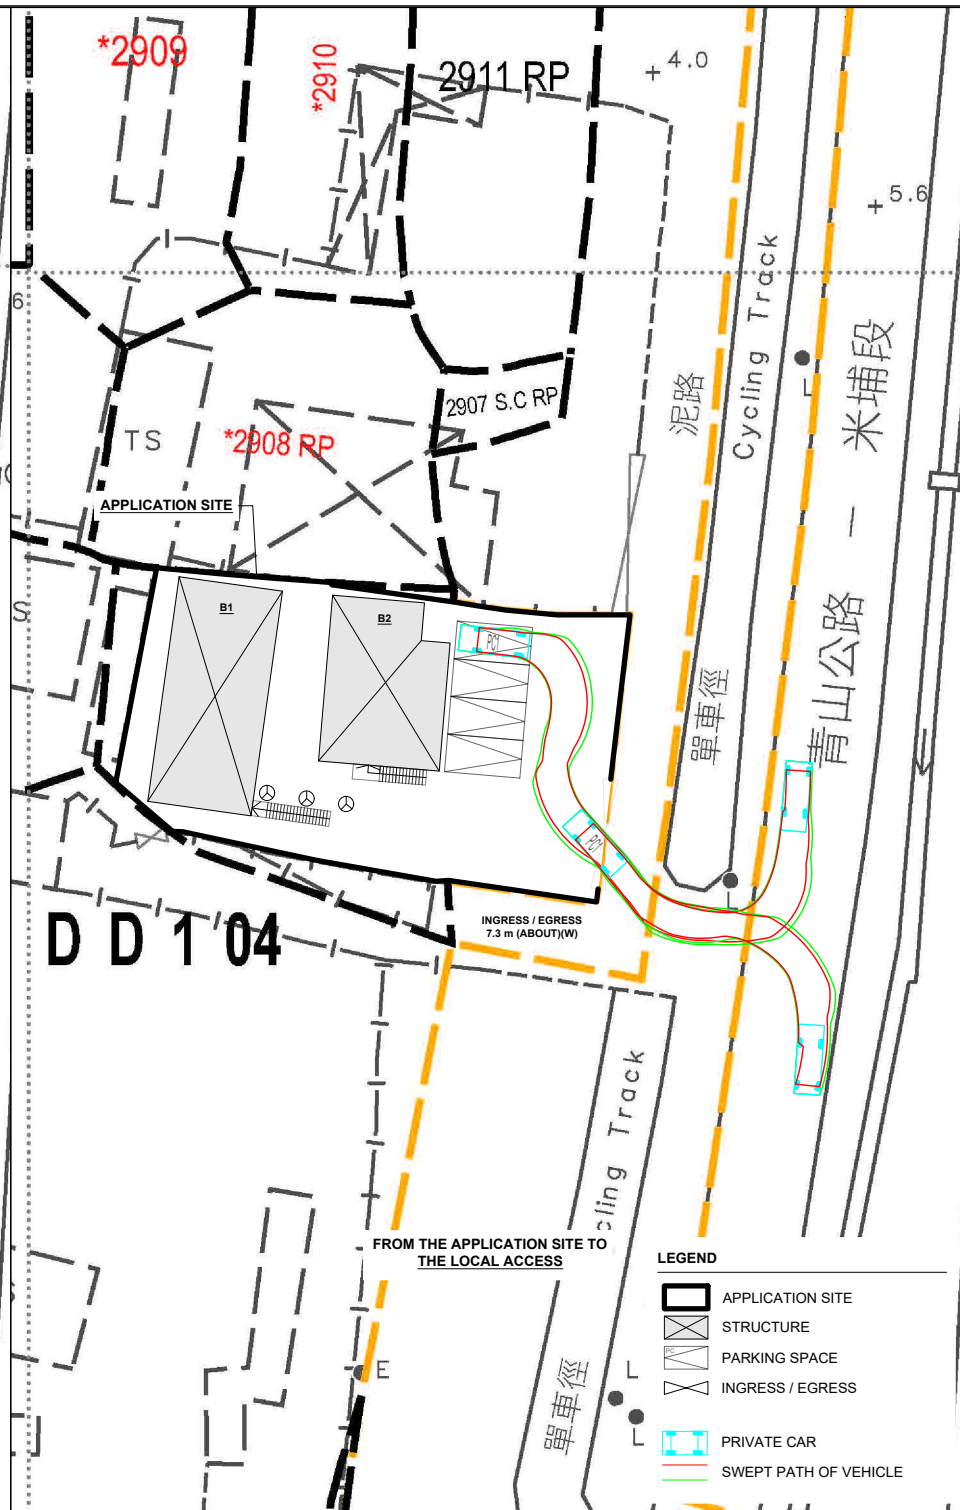 *2909
*2910
2911 RP
4.0
5.6
Cycling Track
泥路
米埔段
6
2907 S.C RP
TS
*2908 RP
L
APPLICATION SITE
S
B1
B2
PC1
單車徑
青山公路 —
PC1
L
INGRESS / EGRESS
7.3 m (ABOUT)(W)
D D 1 04
cling Track
FROM THE APPLICATION SITE TO
THE LOCAL ACCESS
E
單車徑
L
L
LEGEND
APPLICATION SITE
STRUCTURE
PC
PARKING SPACE
INGRESS / EGRESS
PRIVATE CAR
SWEPT PATH OF VEHICLE